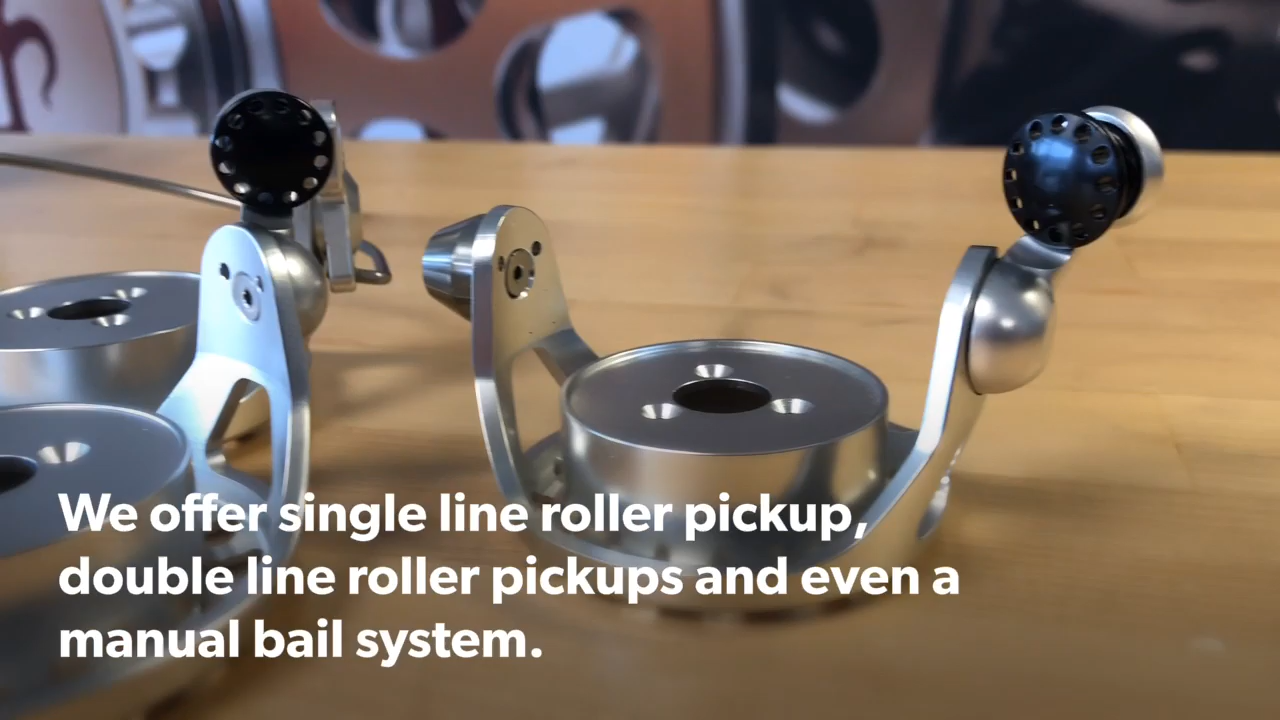 We offer single line roller pickup,
double line roller pickups and even a
manual bail system.